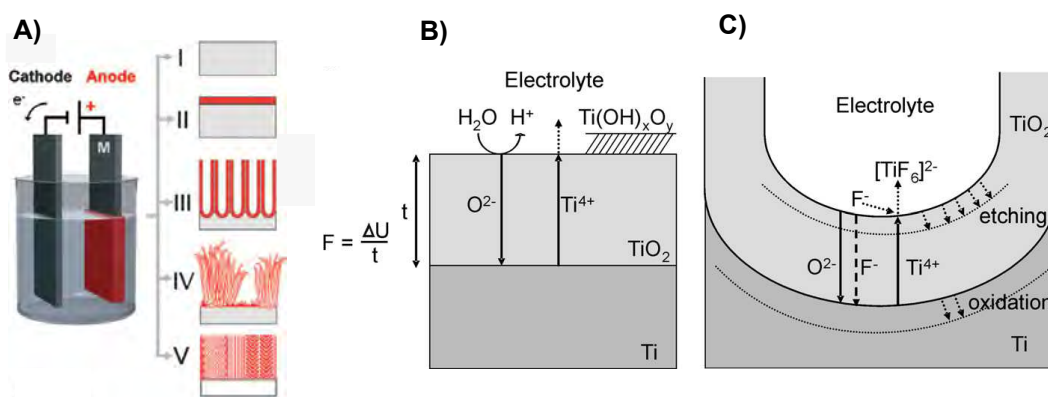 A)
Cathode Anode
e-
+
M
I
II
III
IV
V
B)
Electrolyte
H₂O H⁺ Ti(OH)ₓOᵧ
t
O²⁻ Ti⁴⁺
F = ΔU/t
TiO₂
Ti
C)
Electrolyte
TiO₂
[TiF₆]²⁻
F⁻
etching
O²⁻ F⁻ Ti⁴⁺
oxidation
Ti